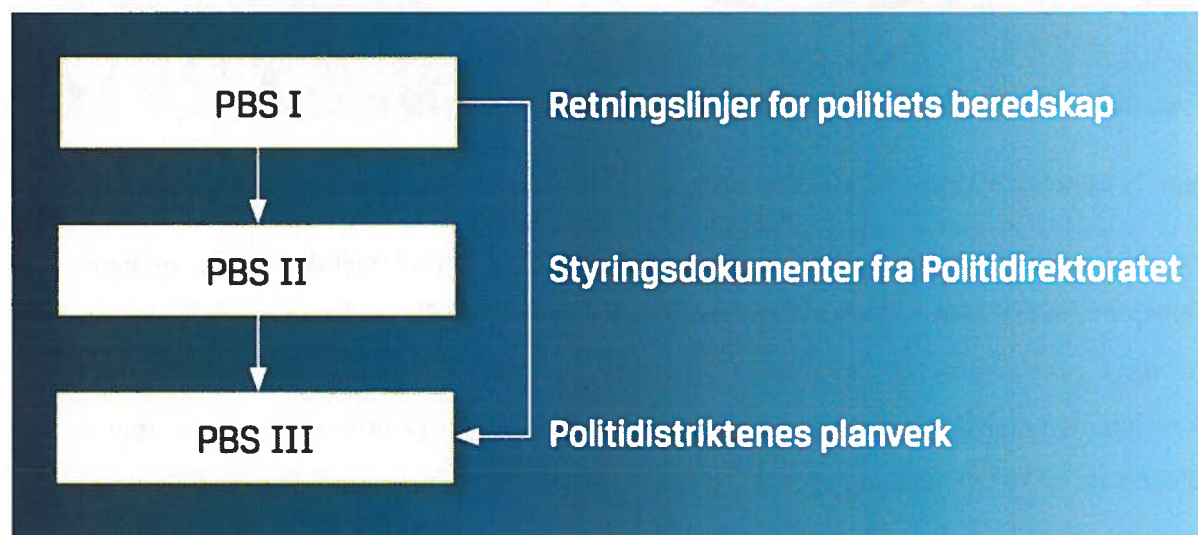 PBS I
Retningslinjer for politiets beredskap
PBS II
Styringsdokumenter fra Politidirektoratet
PBS III
Politidistriktenes planverk